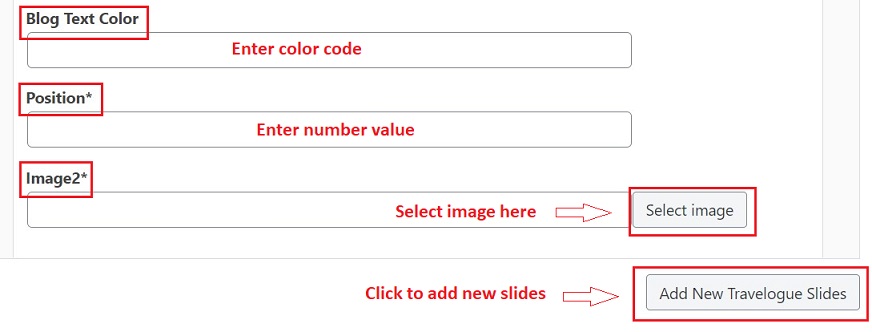 Blog Text Color
Enter color code
Position*
Enter number value
Image2*
Select image here
Select image
Click to add new slides
Add New Travelogue Slides